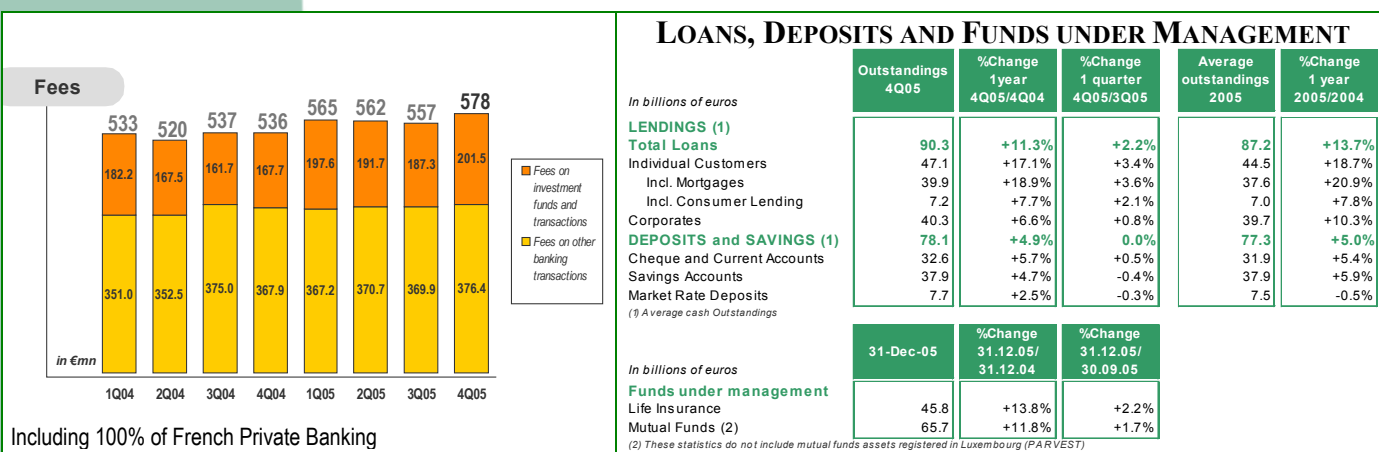 Fees
533 520 537 536 565 562 557 578
182.2 167.5 161.7 167.7 197.6 191.7 187.3 201.5
351.0 352.5 375.0 367.9 367.2 370.7 369.9 376.4
in €mn
1Q04 2Q04 3Q04 4Q04 1Q05 2Q05 3Q05 4Q05
Fees on
investment
funds and
transactions
Fees on other
banking
transactions
Including 100% of French Private Banking
LOANS, DEPOSITS AND FUNDS UNDER MANAGEMENT
In billions of euros
Outstandings
4Q05
%Change
1year
4Q05/4Q04
%Change
1 quarter
4Q05/3Q05
Average
outstandings
2005
%Change
1 year
2005/2004
LENDINGS (1)
Total Loans 90.3 +11.3% +2.2% 87.2 +13.7%
Individual Customers 47.1 +17.1% +3.4% 44.5 +18.7%
Incl. Mortgages 39.9 +18.9% +3.6% 37.6 +20.9%
Incl. Consumer Lending 7.2 +7.7% +2.1% 7.0 +7.8%
Corporates 40.3 +6.6% +0.8% 39.7 +10.3%
DEPOSITS and SAVINGS (1) 78.1 +4.9% 0.0% 77.3 +5.0%
Cheque and Current Accounts 32.6 +5.7% +0.5% 31.9 +5.4%
Savings Accounts 37.9 +4.7% -0.4% 37.9 +5.9%
Market Rate Deposits 7.7 +2.5% -0.3% 7.5 -0.5%
(1) Average cash Outstandings
In billions of euros
31-Dec-05
%Change
31.12.05/
31.12.04
%Change
31.12.05/
30.09.05
Funds under management
Life Insurance 45.8 +13.8% +2.2%
Mutual Funds (2) 65.7 +11.8% +1.7%
(2) These statistics do not include mutual funds assets registered in Luxembourg (PARVEST)